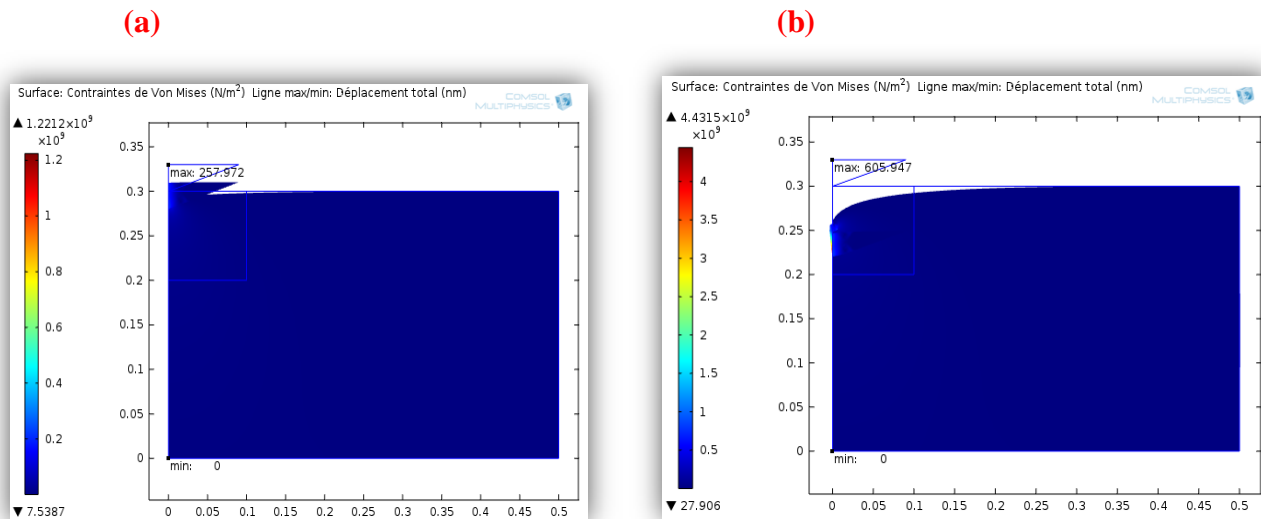 (a)
Surface: Contraintes de Von Mises (N/m²) Ligne max/min: Déplacement total (nm)
COMSOL
MULTIPHYSICS
▲ 1.2212×10⁹
×10⁹
1.2
1
0.8
0.6
0.4
0.2
▼ 7.5387
0.35
0.3
0.25
0.2
0.15
0.1
0.05
0
max: 257.972
min: 0
0 0.05 0.1 0.15 0.2 0.25 0.3 0.35 0.4 0.45 0.5
(b)
Surface: Contraintes de Von Mises (N/m²) Ligne max/min: Déplacement total (nm)
COMSOL
MULTIPHYSICS
▲ 4.4315×10⁹
×10⁹
4
3.5
3
2.5
2
1.5
1
0.5
▼ 27.906
0.35
0.3
0.25
0.2
0.15
0.1
0.05
0
max: 605.947
min: 0
0 0.05 0.1 0.15 0.2 0.25 0.3 0.35 0.4 0.45 0.5